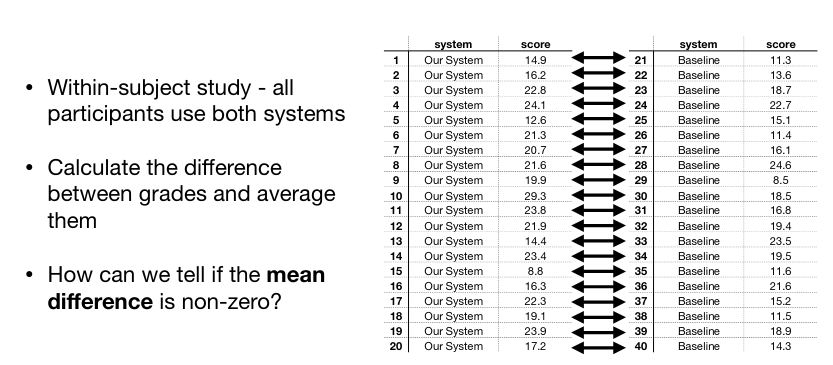 • Within-subject study - all
participants use both systems
• Calculate the difference
between grades and average
them
• How can we tell if the mean
difference is non-zero?
system score system score
1 Our System 14.9 21 Baseline 11.3
2 Our System 16.2 22 Baseline 13.6
3 Our System 22.8 23 Baseline 18.7
4 Our System 24.1 24 Baseline 22.7
5 Our System 12.6 25 Baseline 15.1
6 Our System 21.3 26 Baseline 11.4
7 Our System 20.7 27 Baseline 16.1
8 Our System 21.6 28 Baseline 24.6
9 Our System 19.9 29 Baseline 8.5
10 Our System 29.3 30 Baseline 18.5
11 Our System 23.8 31 Baseline 16.8
12 Our System 21.9 32 Baseline 19.4
13 Our System 14.4 33 Baseline 23.5
14 Our System 23.4 34 Baseline 19.5
15 Our System 8.8 35 Baseline 11.6
16 Our System 16.3 36 Baseline 21.6
17 Our System 22.3 37 Baseline 15.2
18 Our System 19.1 38 Baseline 11.5
19 Our System 23.9 39 Baseline 18.9
20 Our System 17.2 40 Baseline 14.3